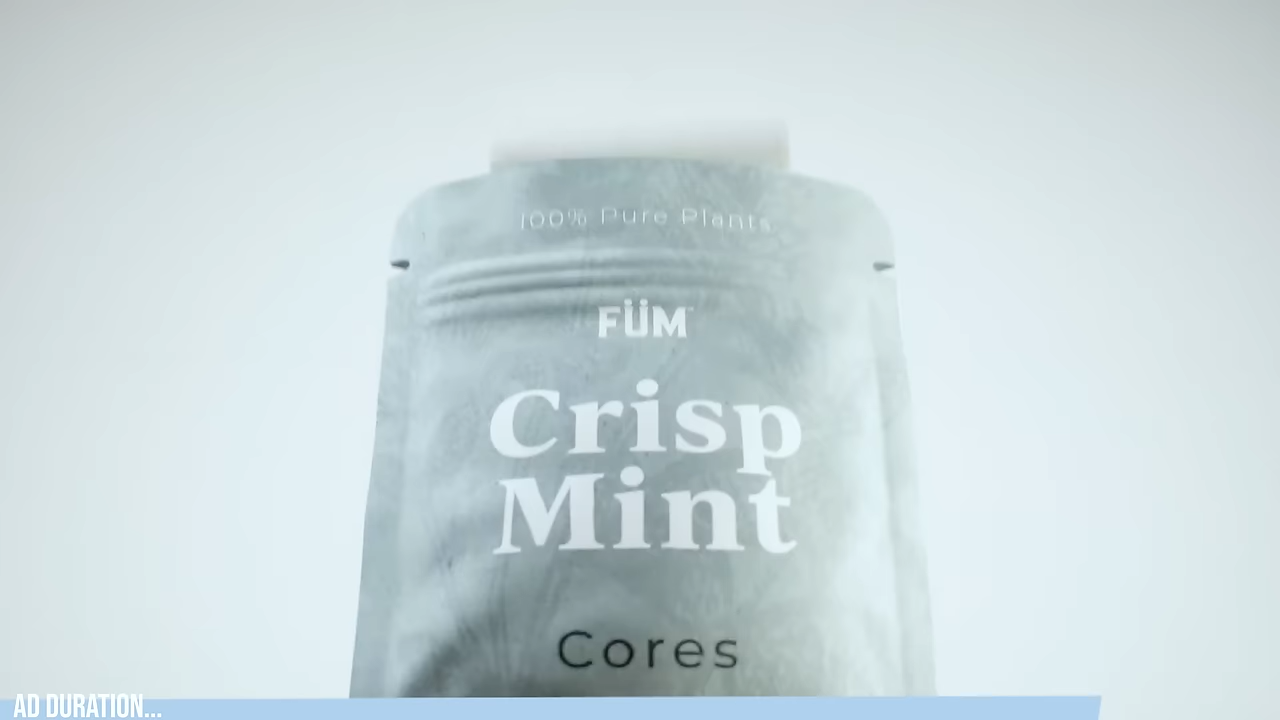 100% Pure Plants
FÜM
Crisp
Mint
Cores
AD DURATION...